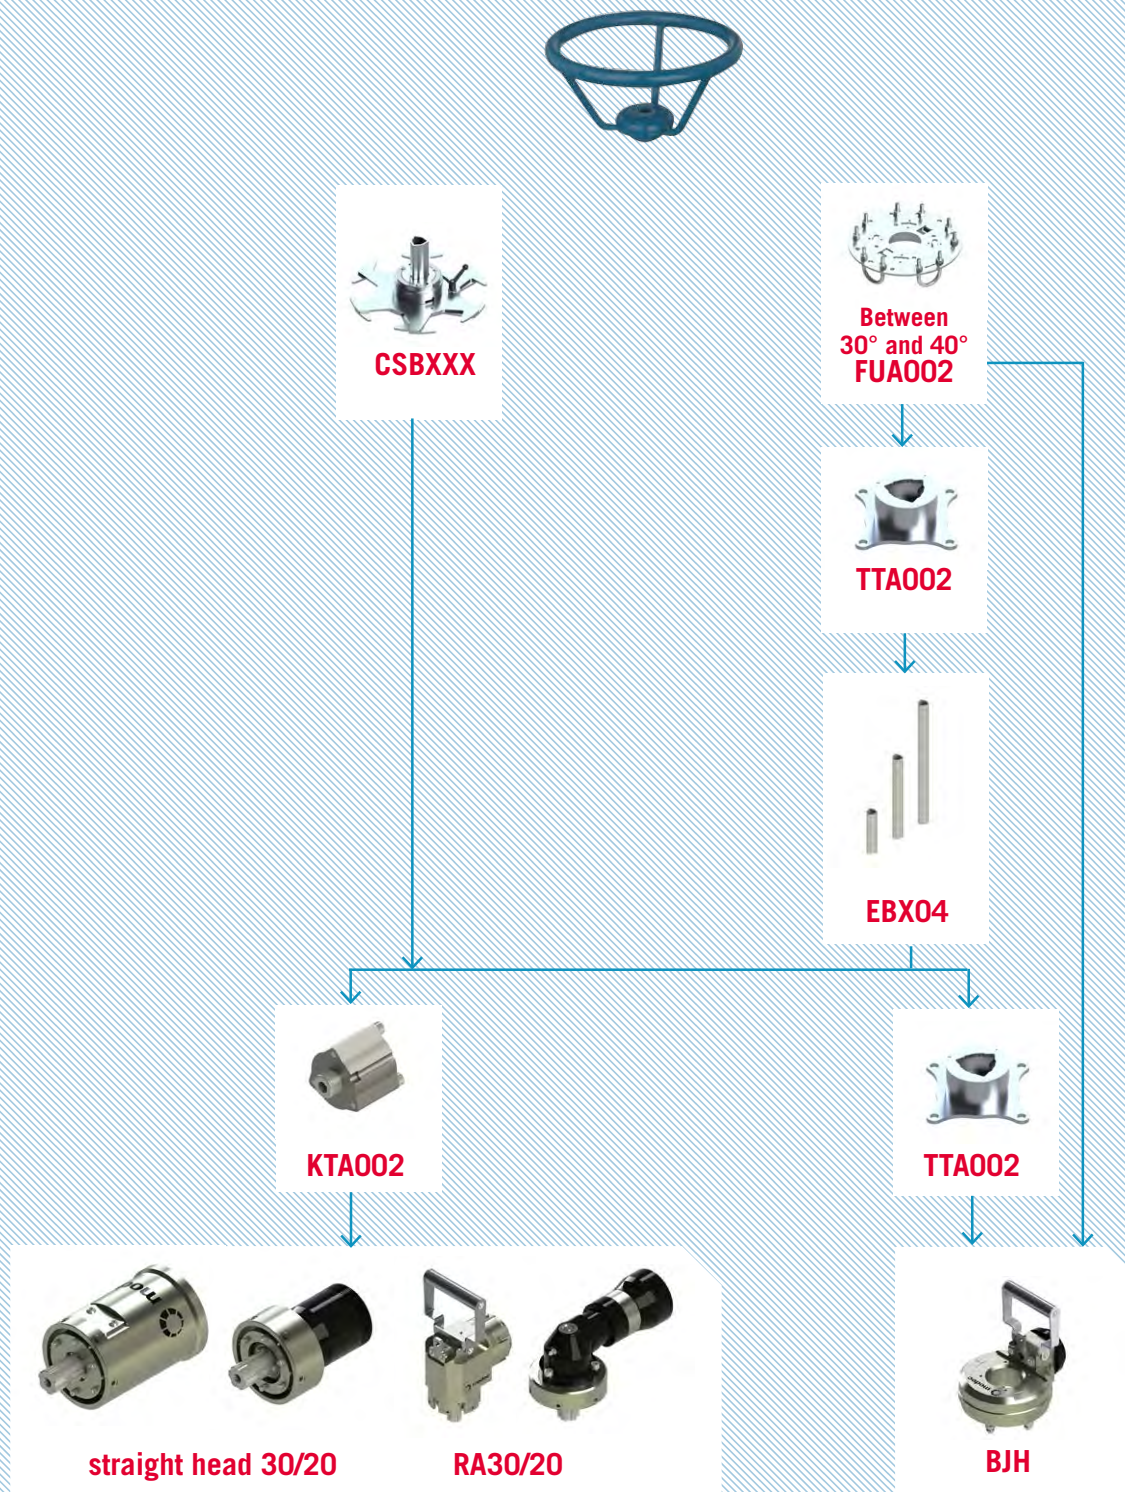 CSBXXX
Between
30° and 40°
FUA002
TTA002
EBX04
KTA002
TTA002
straight head 30/20
RA30/20
BJH